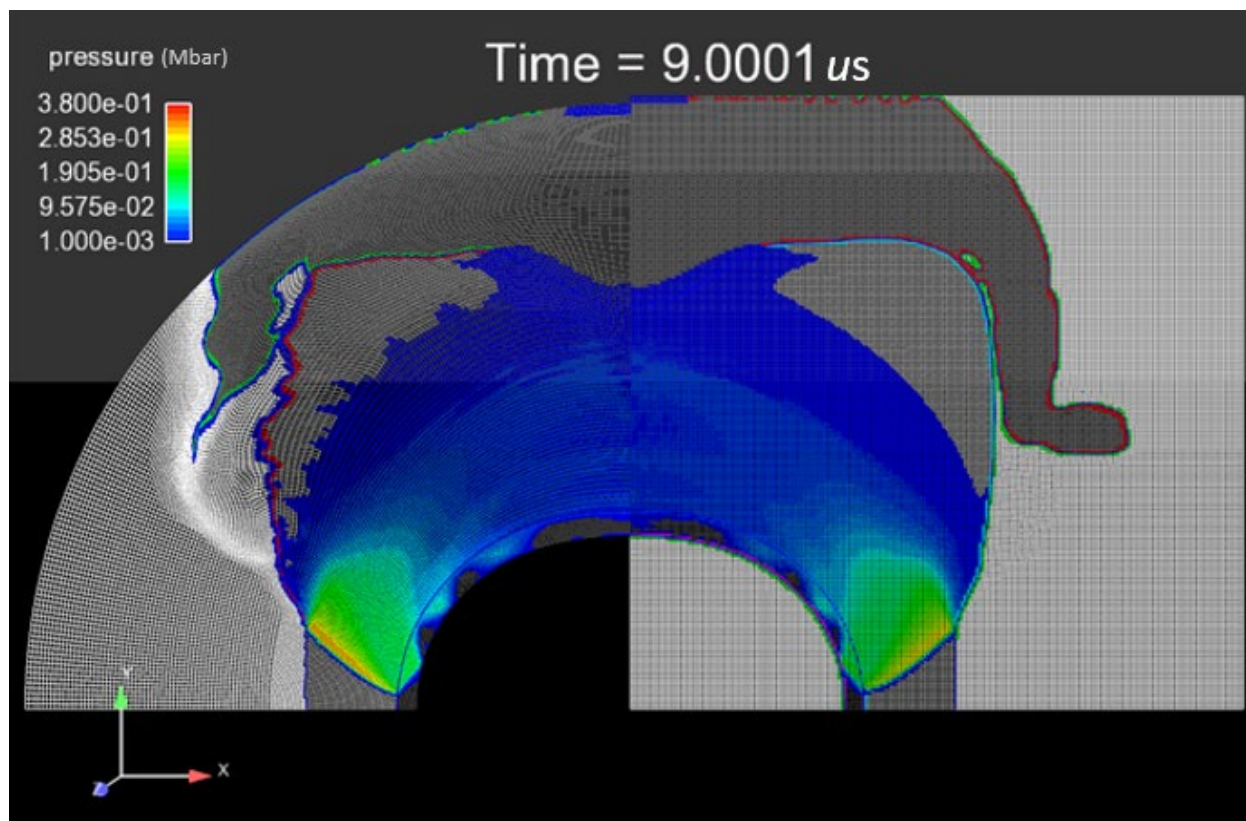 pressure (Mbar)
Time = 9.0001 us
3.800e-01
2.853e-01
1.905e-01
9.575e-02
1.000e-03
Y
X
Z